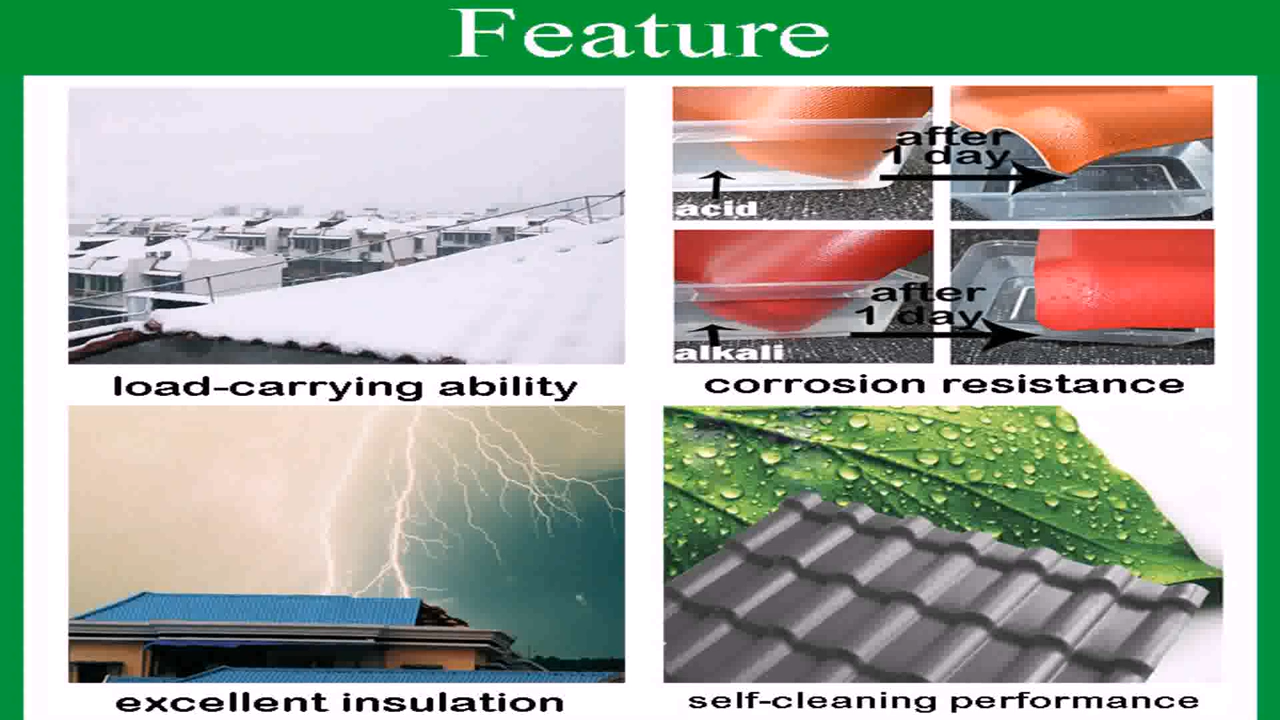 Feature
after
1 day
acid
after
1 day
alkali
load-carrying ability
corrosion resistance
excellent insulation
self-cleaning performance